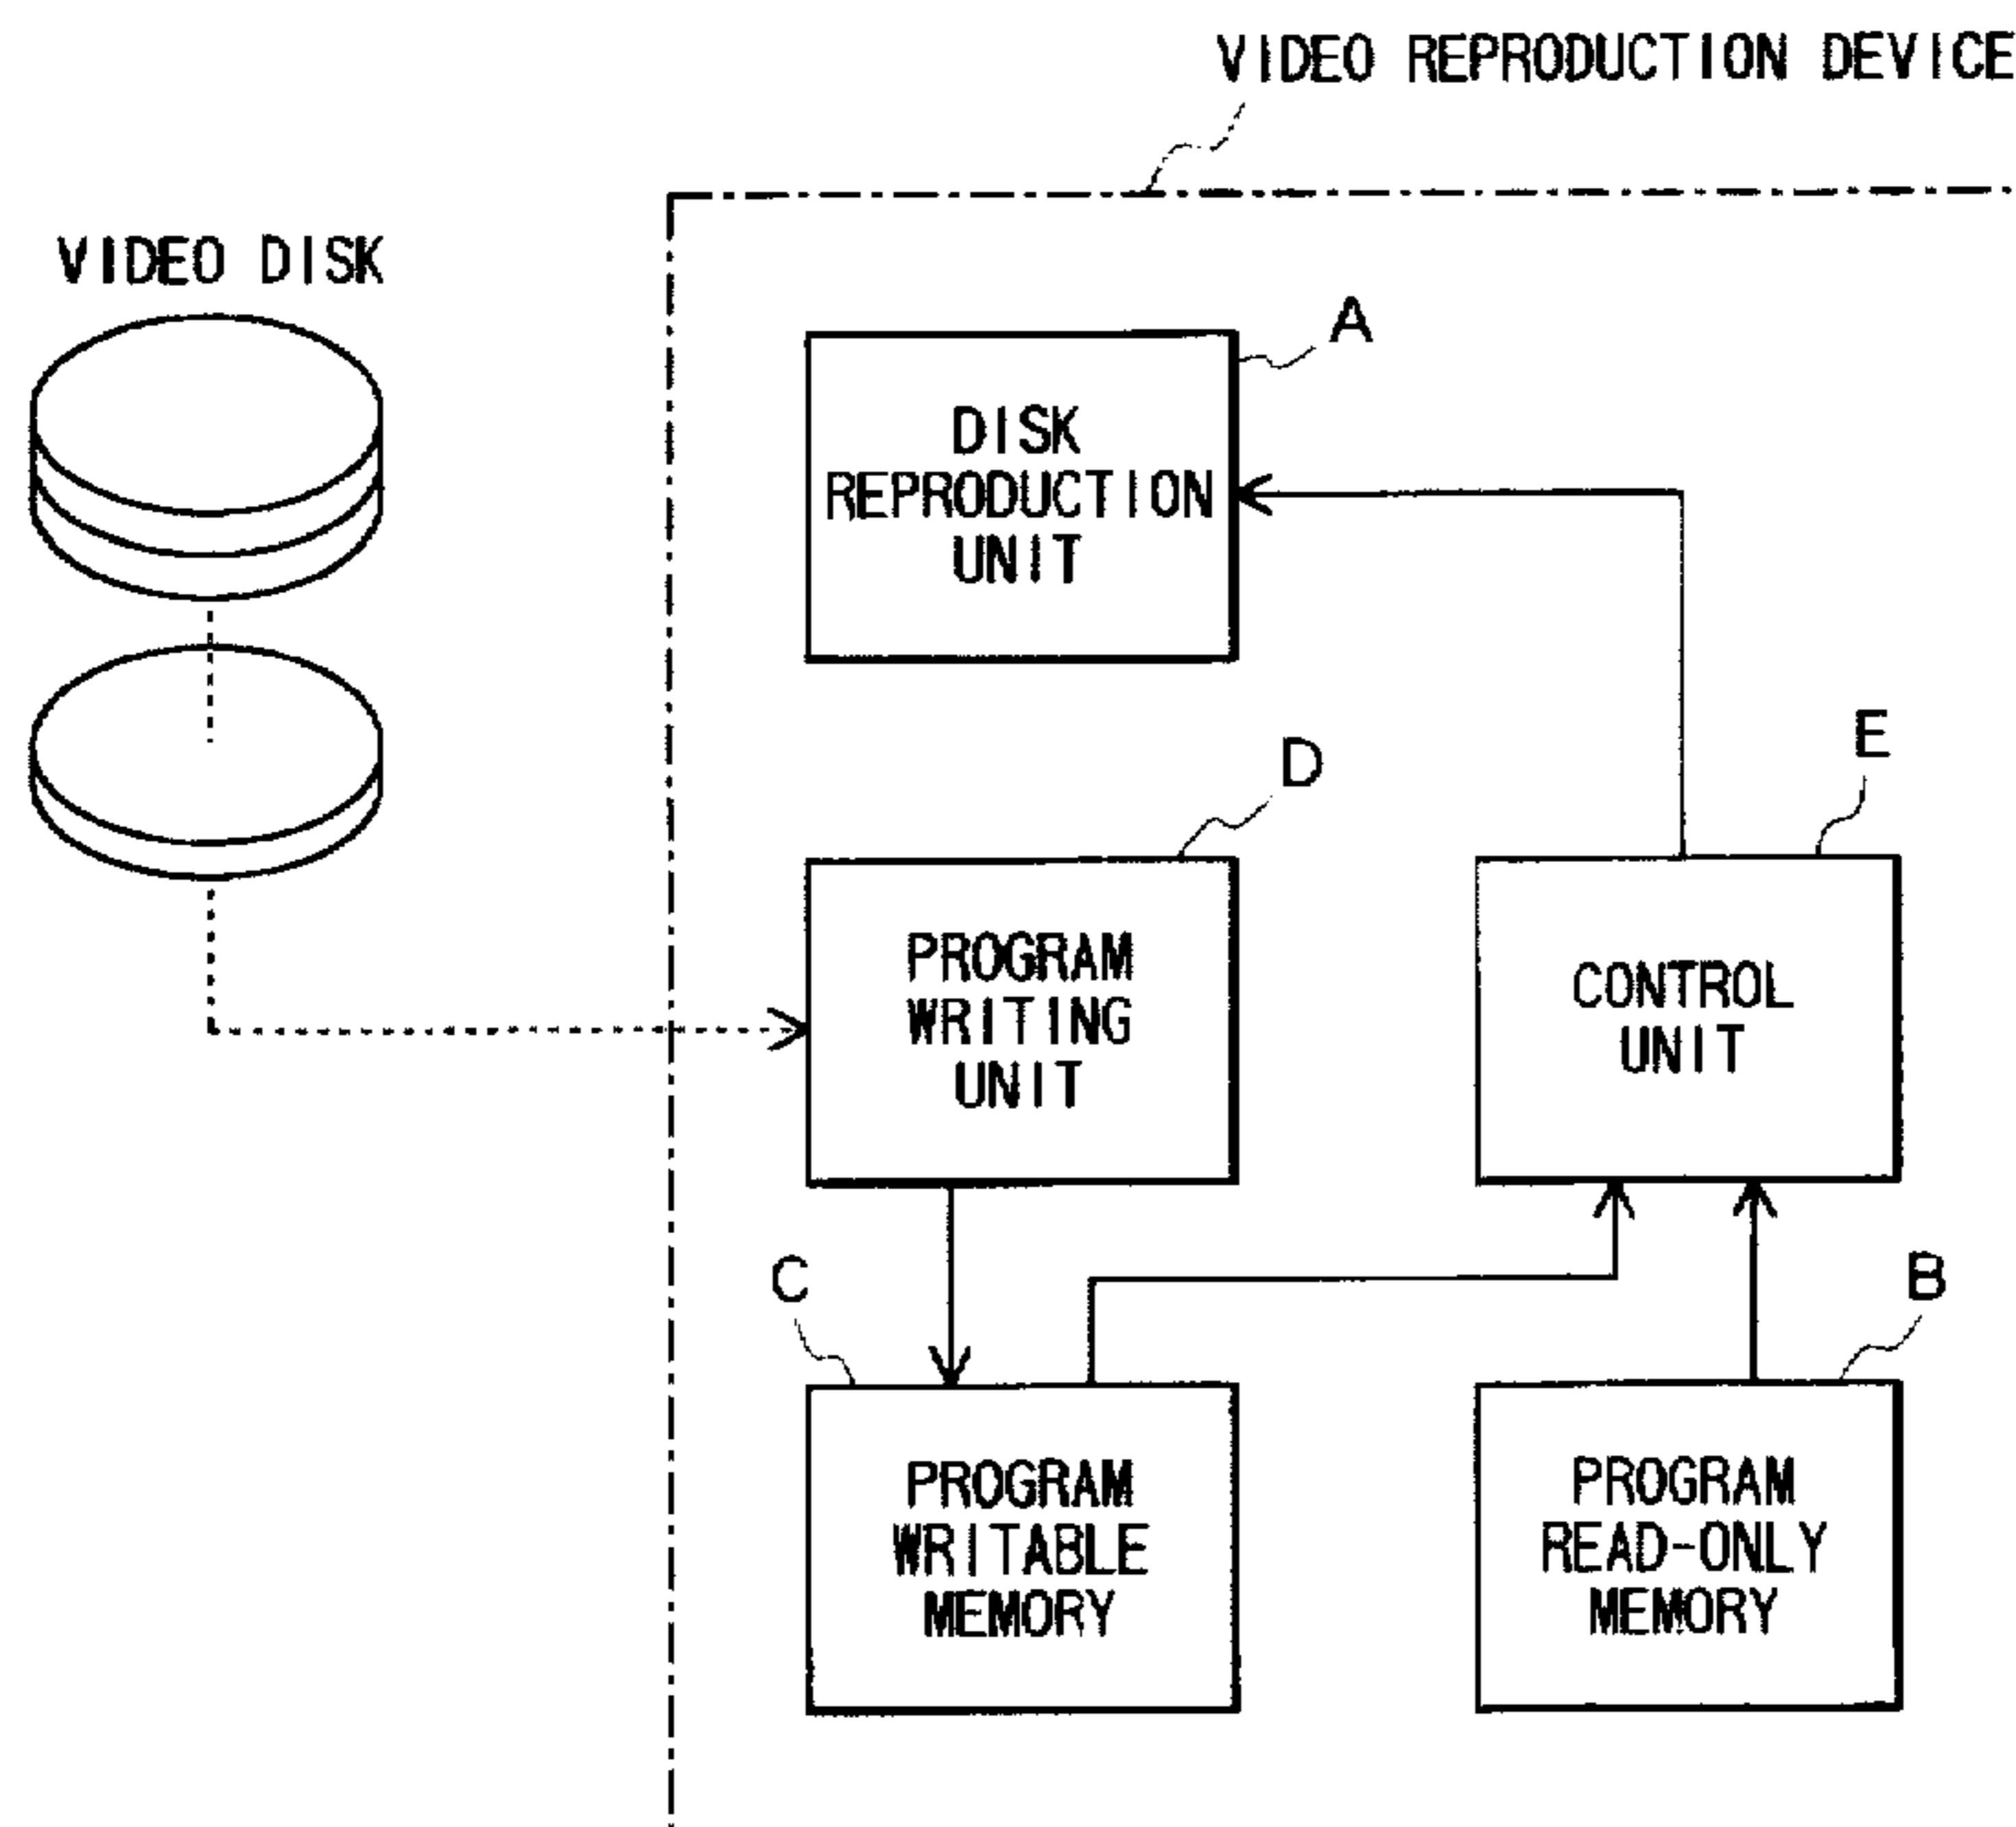 VIDEO REPRODUCTION DEVICE
VIDEO DISK
A
DISK
REPRODUCTION
UNIT
D
E
PROGRAM
WRITING
UNIT
CONTROL
UNIT
C
B
PROGRAM
WRITABLE
MEMORY
PROGRAM
READ-ONLY
MEMORY